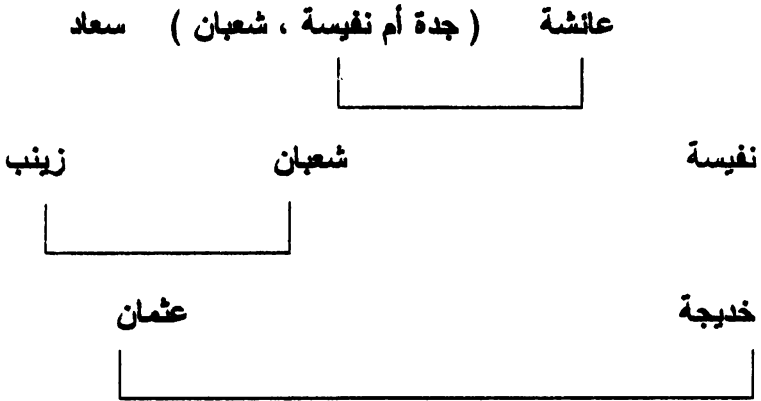 عائشة ( جدة أم نفيسة ، شعبان ) سعاد
نفيسة شعبان زينب
خديجة عثمان